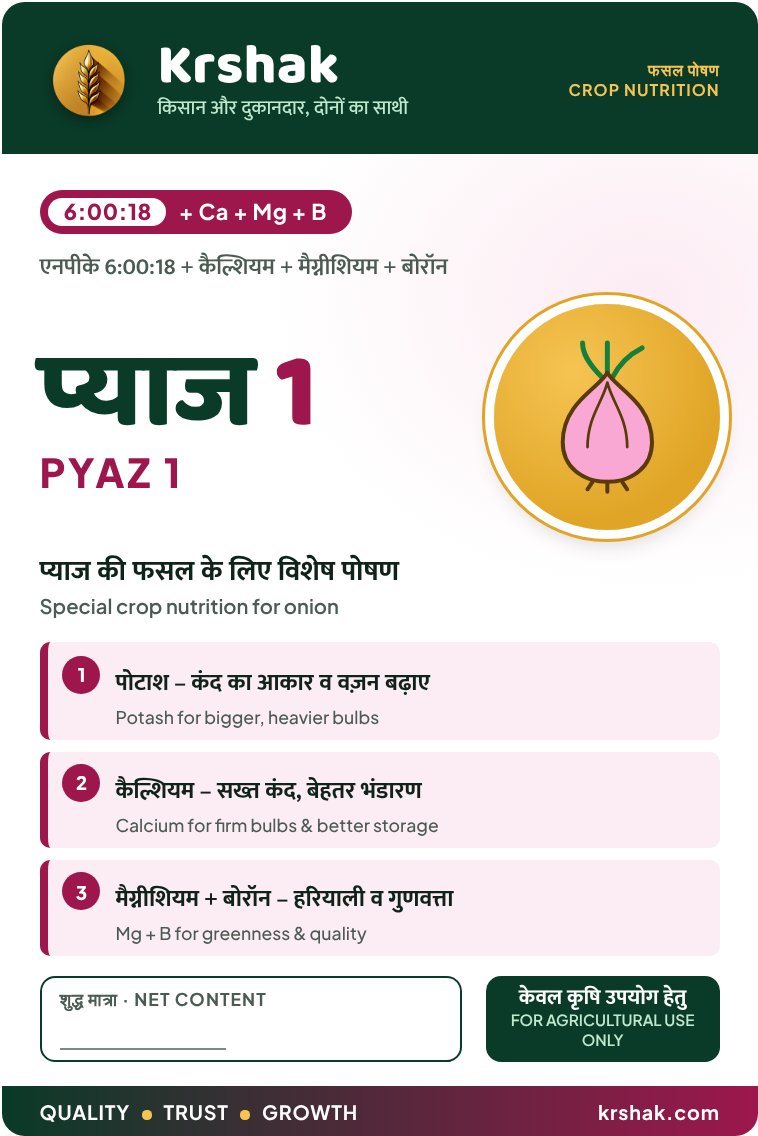 Krshak
किसान और दुकानदार, दोनों का साथी
फसल पोषण
CROP NUTRITION
6:00:18 + Ca + Mg + B
एनपीके 6:00:18 + कैल्शियम + मैग्नीशियम + बोरॉन
प्याज 1
PYAZ 1
प्याज की फसल के लिए विशेष पोषण
Special crop nutrition for onion
1 पोटाश – कंद का आकार व वज़न बढ़ाए
Potash for bigger, heavier bulbs
2 कैल्शियम – सख्त कंद, बेहतर भंडारण
Calcium for firm bulbs & better storage
3 मैग्नीशियम + बोरॉन – हरियाली व गुणवत्ता
Mg + B for greenness & quality
शुद्ध मात्रा · NET CONTENT
केवल कृषि उपयोग हेतु
FOR AGRICULTURAL USE
ONLY
QUALITY ● TRUST ● GROWTH
krshak.com